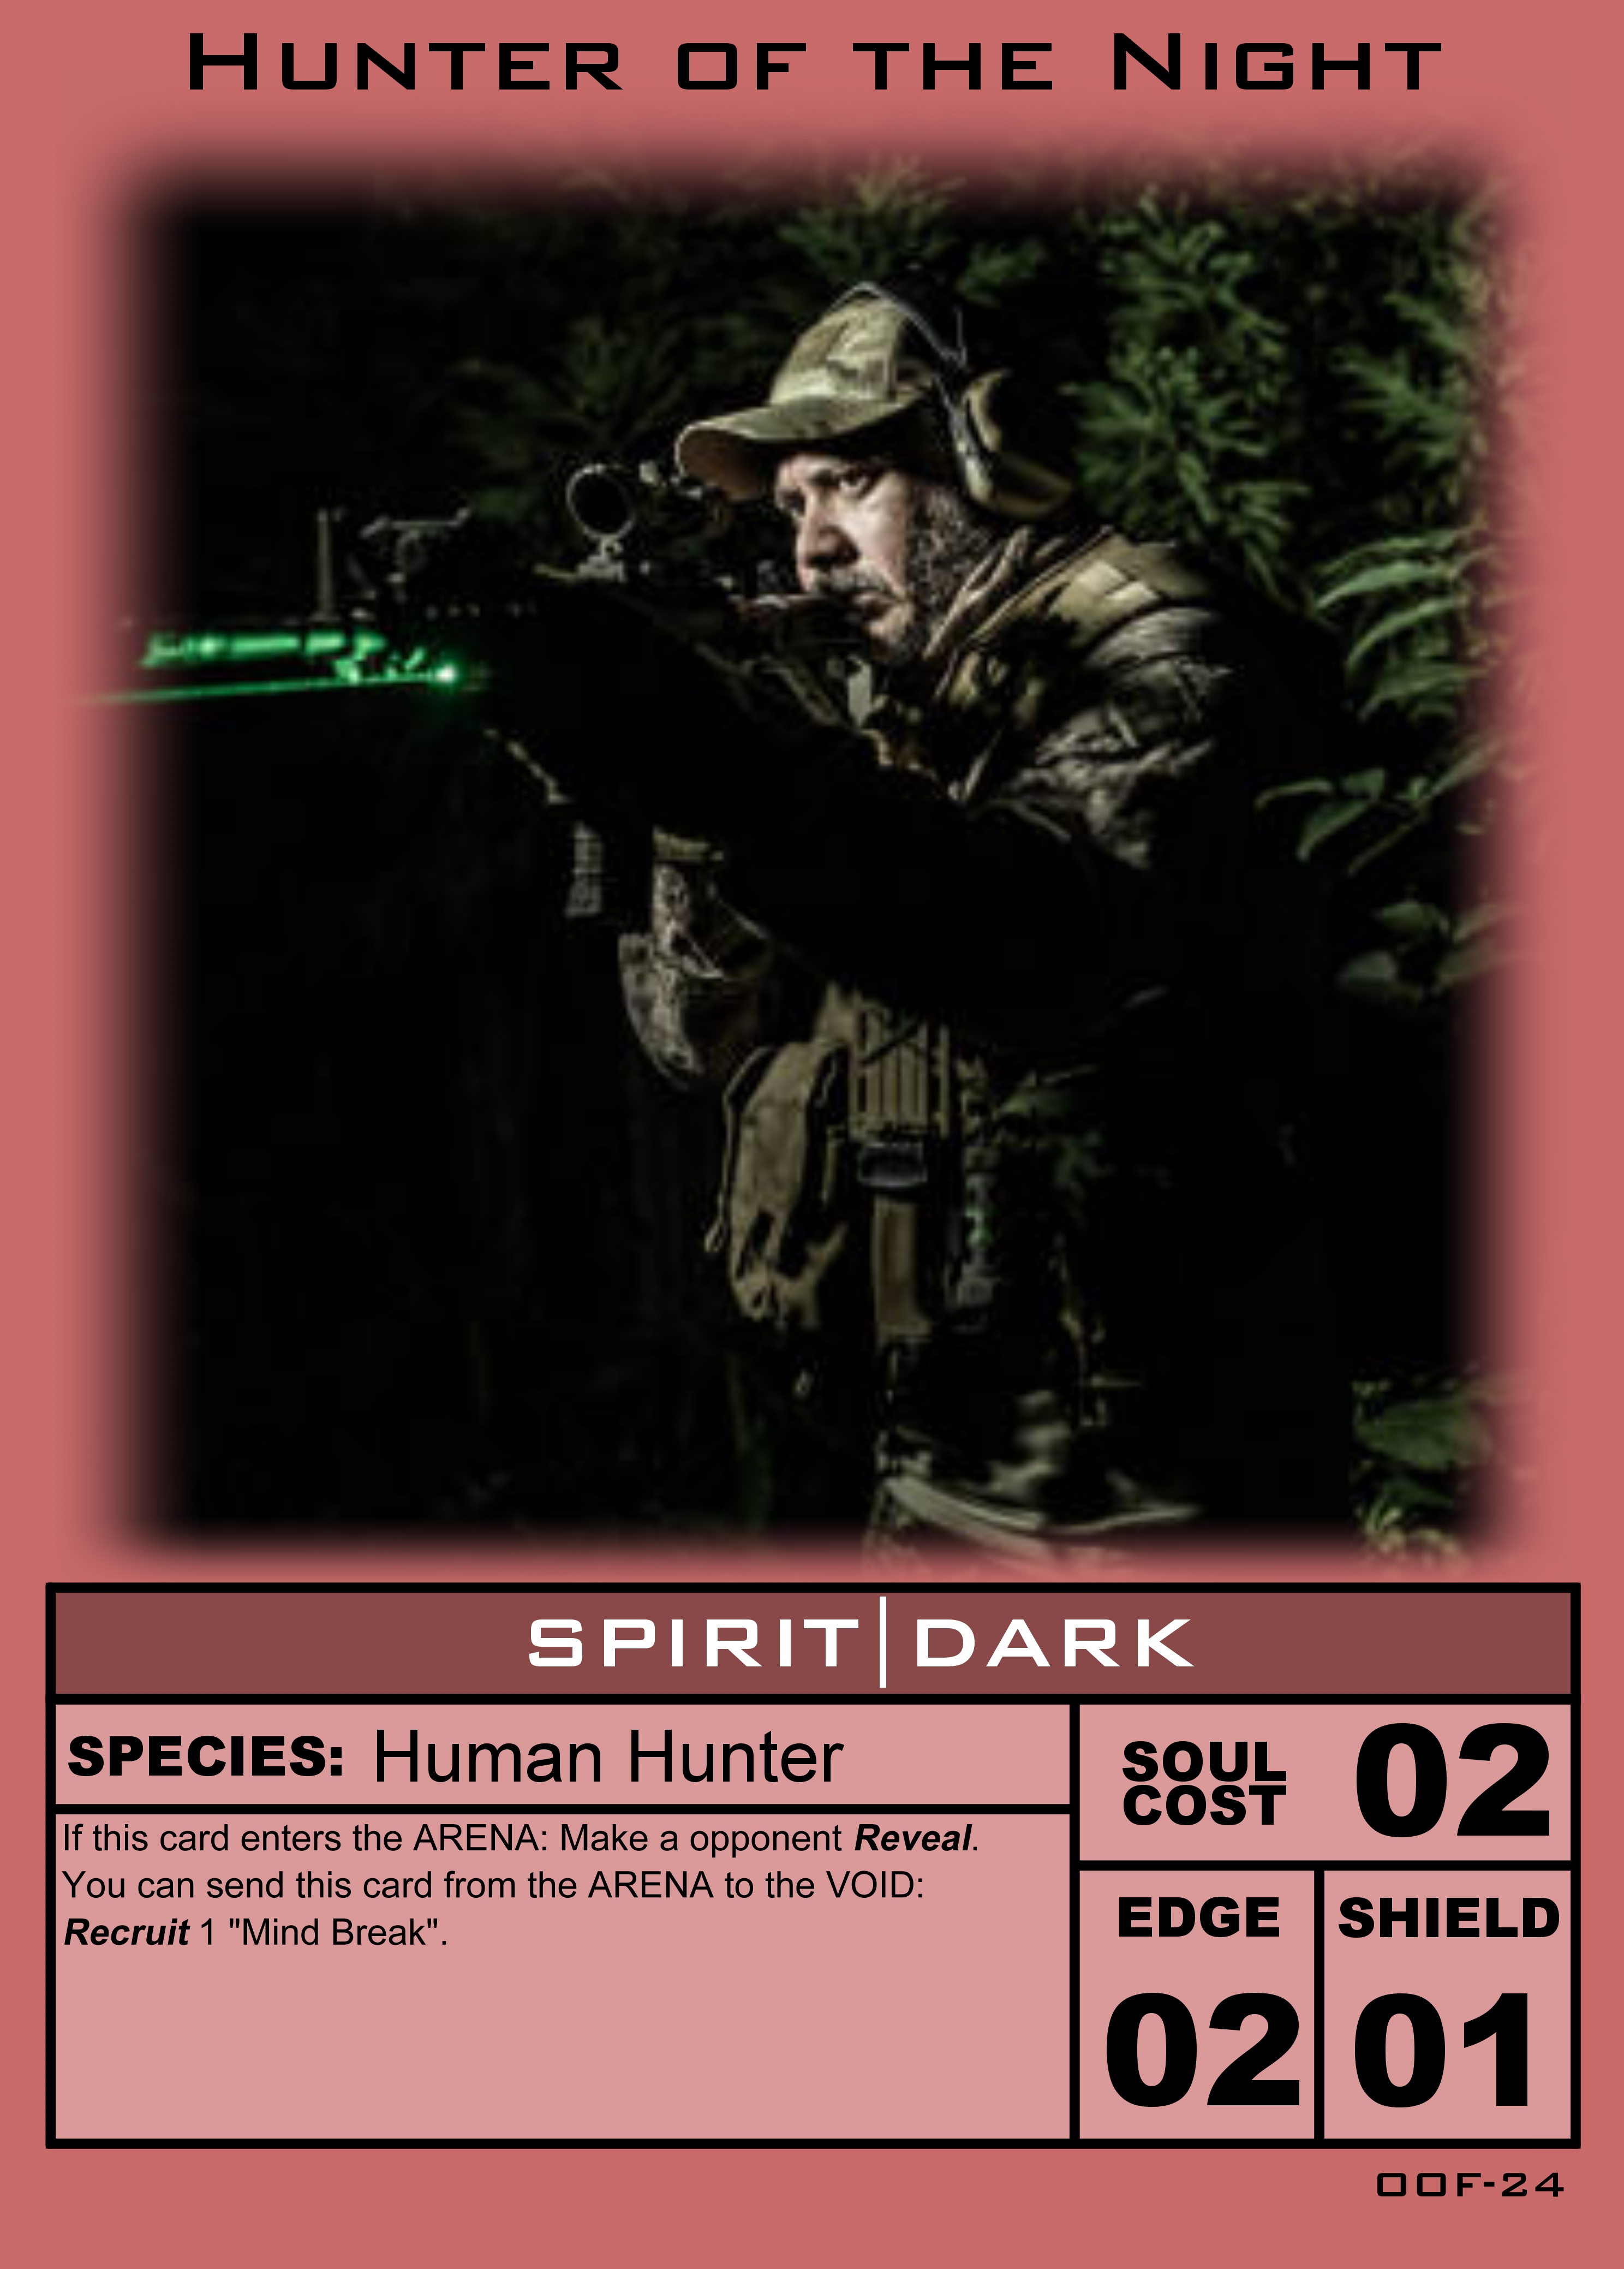 Hunter of the Night
SPIRIT|DARK
SPECIES: Human Hunter
SOUL
COST
02
If this card enters the ARENA: Make a opponent Reveal.
You can send this card from the ARENA to the VOID:
Recruit 1 "Mind Break".
EDGE
02
SHIELD
01
OOF-24